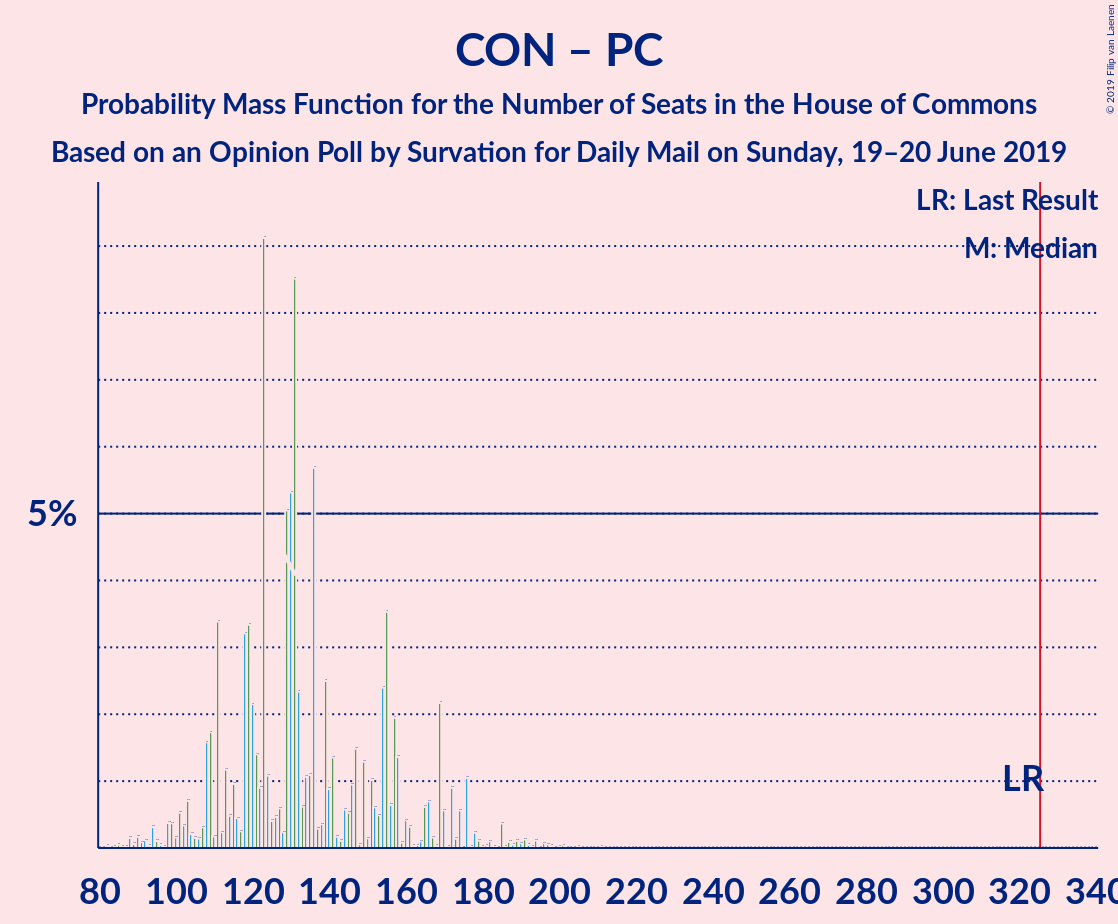 CON – PC
Probability Mass Function for the Number of Seats in the House of Commons
Based on an Opinion Poll by Survation for Daily Mail on Sunday, 19–20 June 2019
© 2019 Filip van Laenen
LR: Last Result
M: Median
5%
LR
80 100 120 140 160 180 200 220 240 260 280 300 320 340